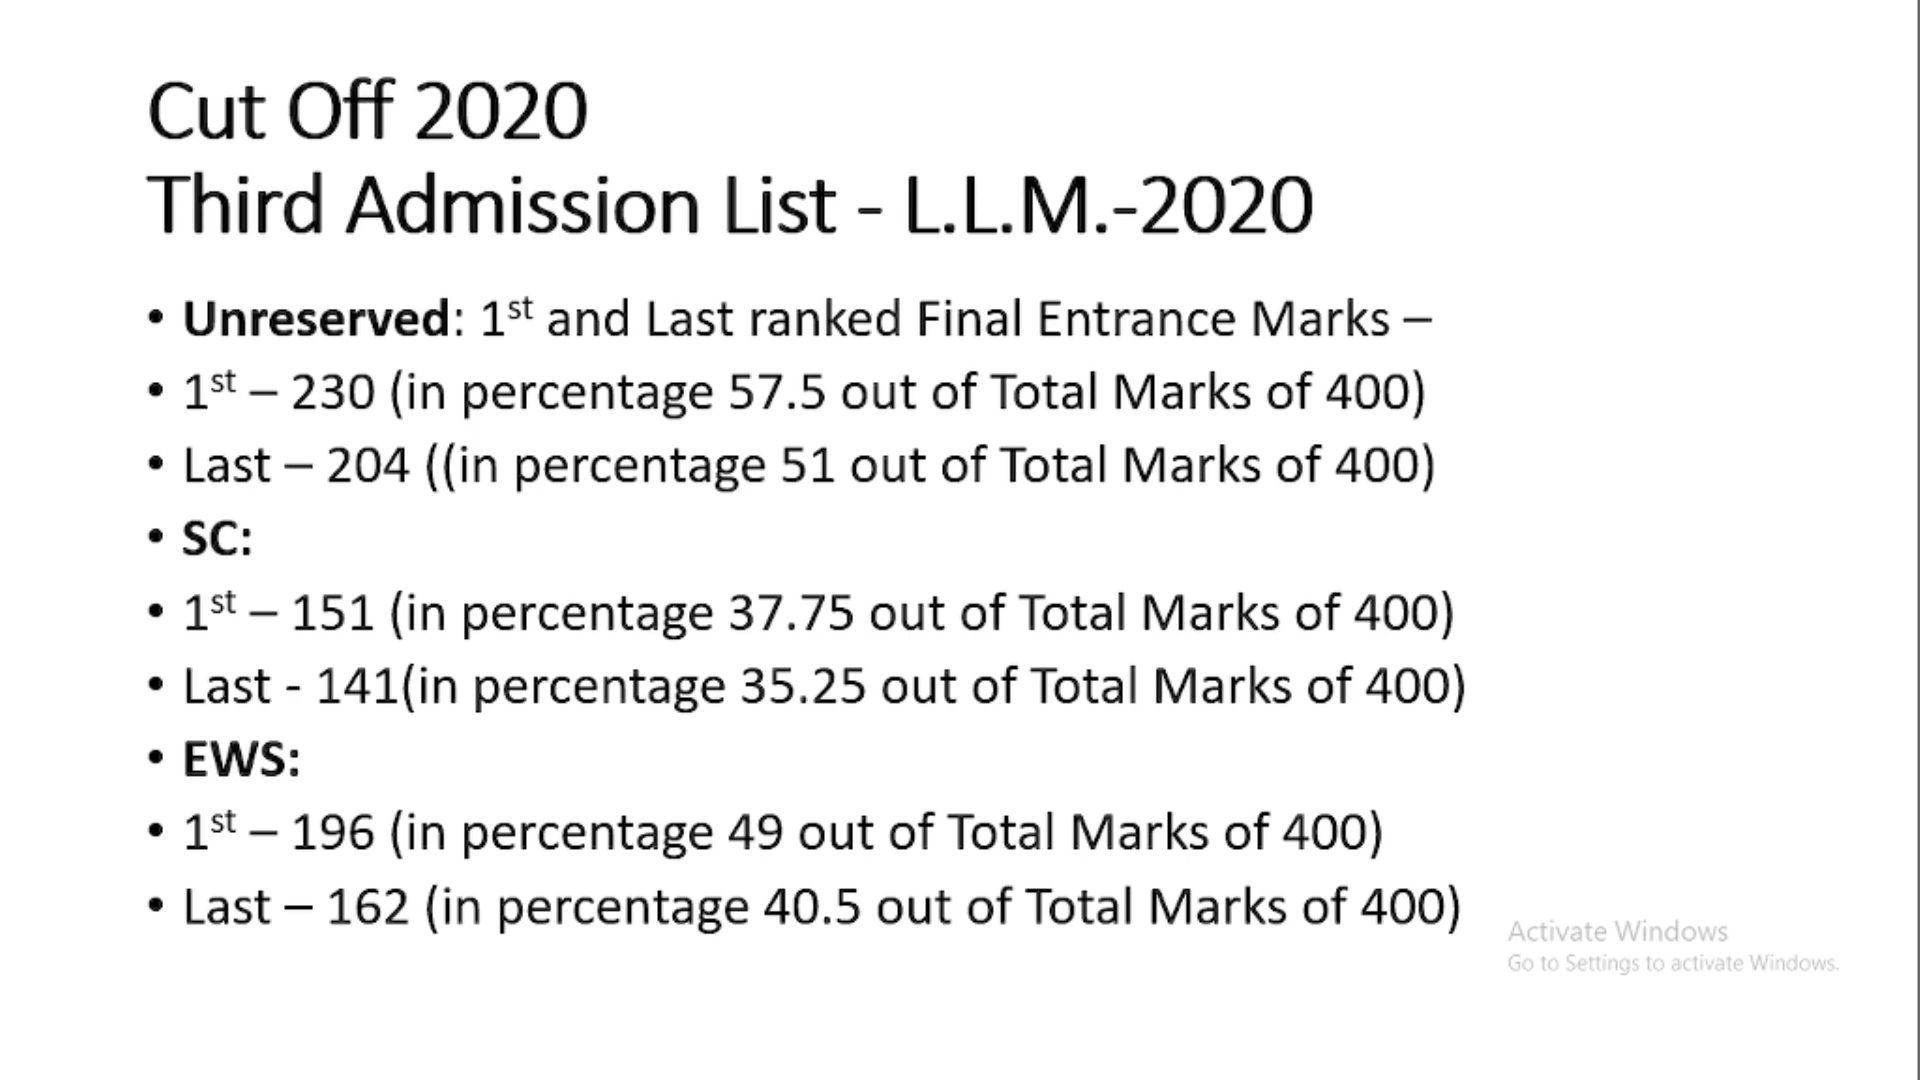 Cut Off 2020
Third Admission List - L.L.M.-2020
• Unreserved: 1st and Last ranked Final Entrance Marks –
• 1st – 230 (in percentage 57.5 out of Total Marks of 400)
• Last – 204 ((in percentage 51 out of Total Marks of 400)
• SC:
• 1st – 151 (in percentage 37.75 out of Total Marks of 400)
• Last - 141(in percentage 35.25 out of Total Marks of 400)
• EWS:
• 1st – 196 (in percentage 49 out of Total Marks of 400)
• Last – 162 (in percentage 40.5 out of Total Marks of 400)
Activate Windows
Go to Settings to activate Windows.